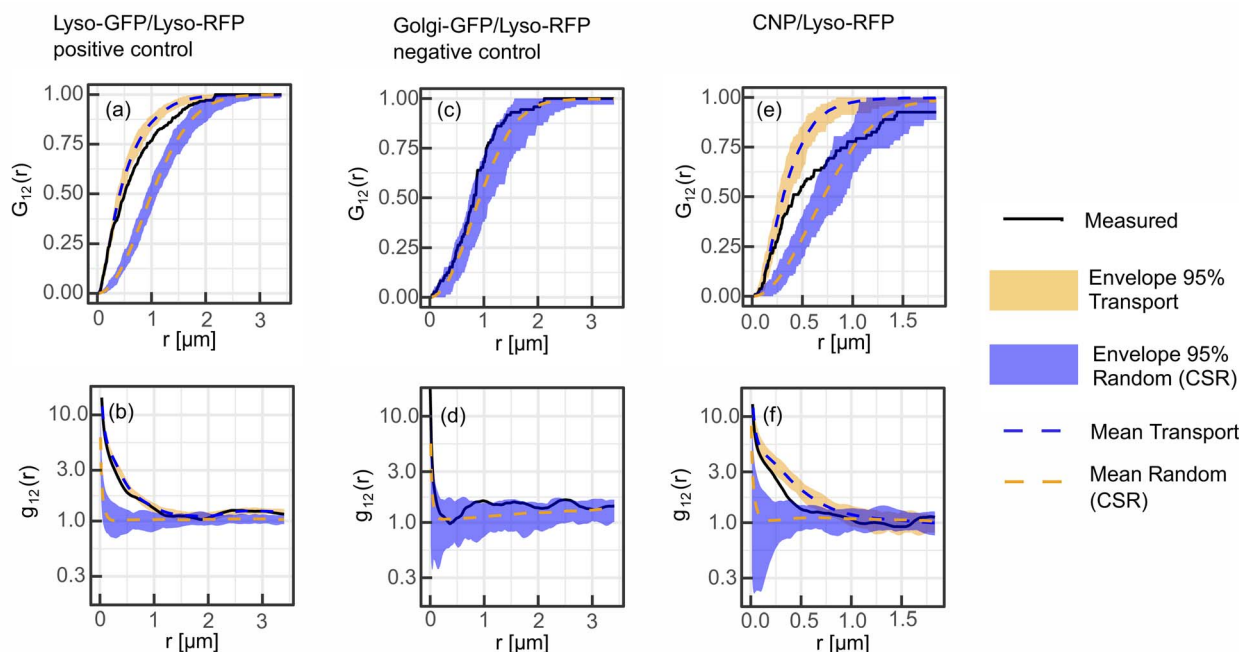 Lyso-GFP/Lyso-RFP
positive control
Golgi-GFP/Lyso-RFP
negative control
CNP/Lyso-RFP
(a)
1.00
0.75
0.50
0.25
0.00
G12(r)
0
1
2
3
r [µm]
(c)
1.00
0.75
0.50
0.25
0.00
G12(r)
0
1
2
3
r [µm]
(e)
1.00
0.75
0.50
0.25
0.00
G12(r)
0.0
0.5
1.0
1.5
r [µm]
Measured
Envelope 95%
Transport
Envelope 95%
Random (CSR)
Mean Transport
Mean Random
(CSR)
(b)
10.0
3.0
1.0
0.3
g12(r)
0
1
2
3
r [µm]
(d)
10.0
3.0
1.0
0.3
g12(r)
0
1
2
3
r [µm]
(f)
10.0
3.0
1.0
0.3
g12(r)
0.0
0.5
1.0
1.5
r [µm]